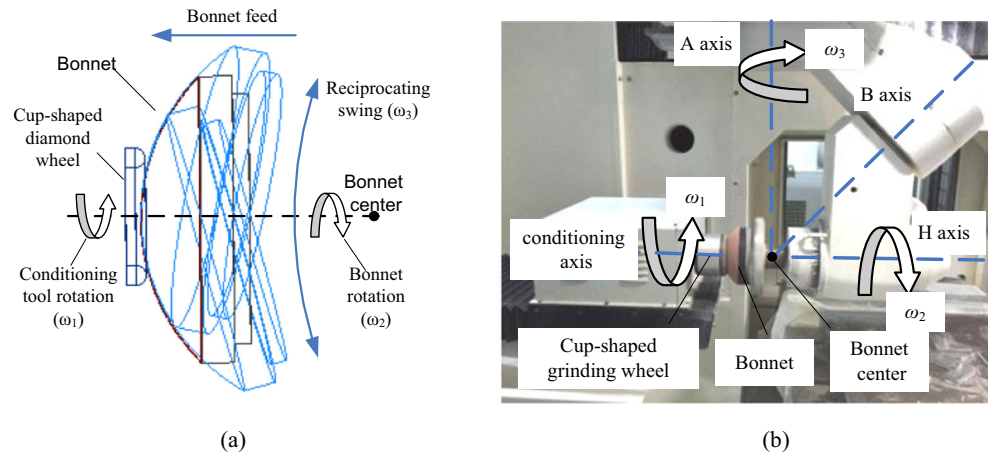 Bonnet feed
Bonnet
Cup-shaped
diamond
wheel
Reciprocating
swing (ω3)
Bonnet
center
Conditioning
tool rotation
(ω1)
Bonnet
rotation
(ω2)
(a)
A axis
ω3
B axis
ω1
conditioning
axis
H axis
ω2
Cup-shaped
grinding wheel
Bonnet
Bonnet
center
(b)